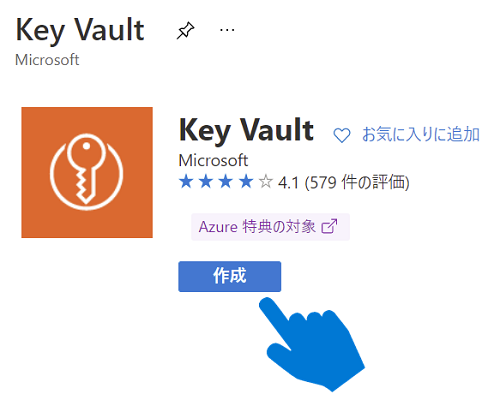 Key Vault ...
Microsoft
Key Vault お気に入りに追加
Microsoft
4.1 (579 件の評価)
Azure 特典の対象
作成